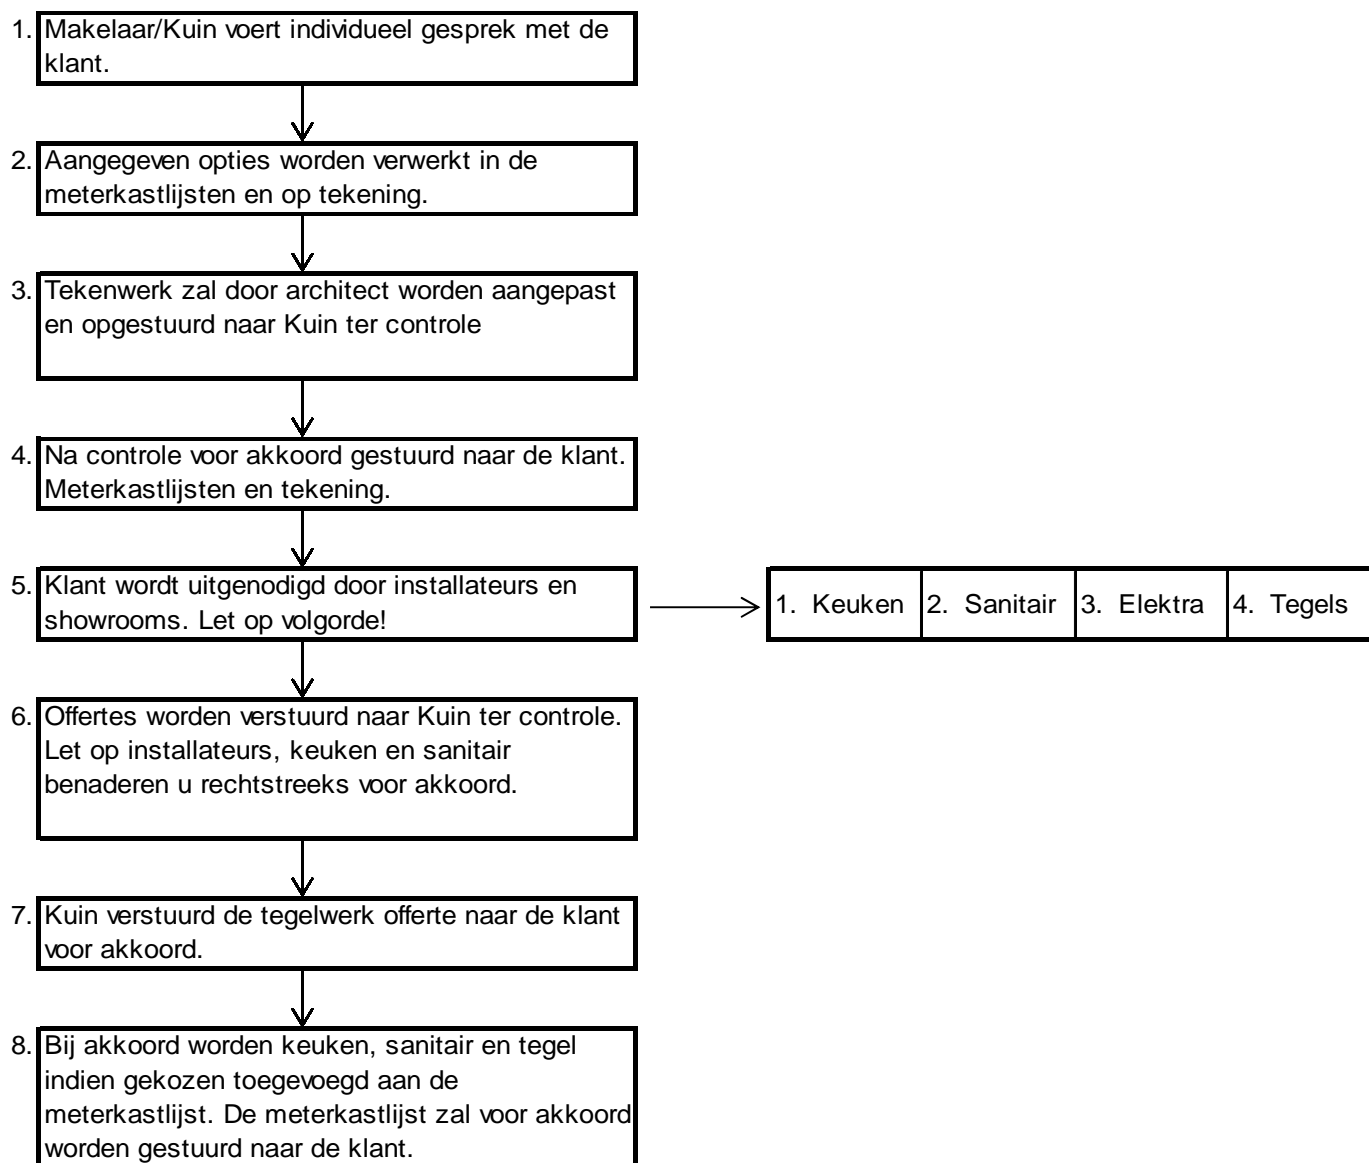 1. Makelaar/Kuin voert individueel gesprek met de
klant.
2. Aangegeven opties worden verwerkt in de
meterkastlijsten en op tekening.
3. Tekenwerk zal door architect worden aangepast
en opgestuurd naar Kuin ter controle
4. Na controle voor akkoord gestuurd naar de klant.
Meterkastlijsten en tekening.
5. Klant wordt uitgenodigd door installateurs en
showrooms. Let op volgorde!
1. Keuken 2. Sanitair 3. Elektra 4. Tegels
6. Offertes worden verstuurd naar Kuin ter controle.
Let op installateurs, keuken en sanitair
benaderen u rechtstreeks voor akkoord.
7. Kuin verstuurd de tegelwerk offerte naar de klant
voor akkoord.
8. Bij akkoord worden keuken, sanitair en tegel
indien gekozen toegevoegd aan de
meterkastlijst. De meterkastlijst zal voor akkoord
worden gestuurd naar de klant.